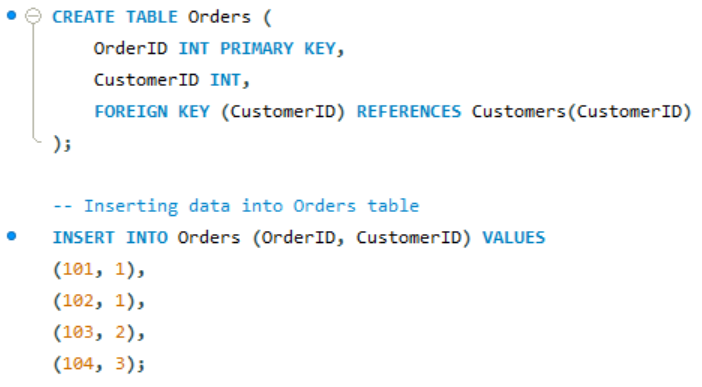 CREATE TABLE Orders (
    OrderID INT PRIMARY KEY,
    CustomerID INT,
    FOREIGN KEY (CustomerID) REFERENCES Customers(CustomerID)
);
-- Inserting data into Orders table
INSERT INTO Orders (OrderID, CustomerID) VALUES
(101, 1),
(102, 1),
(103, 2),
(104, 3);